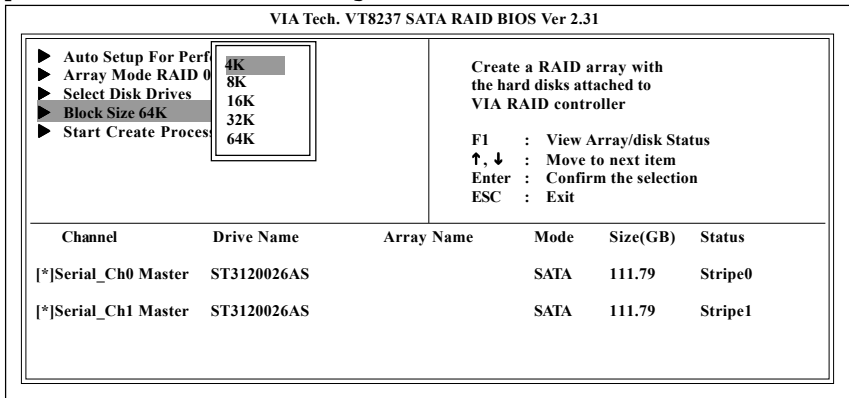 VIA Tech. VT8237 SATA RAID BIOS Ver 2.31
Auto Setup For Perfo
Array Mode RAID 0
Select Disk Drives
Block Size 64K
Start Create Process
4K
8K
16K
32K
64K
Create a RAID array with
the hard disks attached to
VIA RAID controller
F1 : View Array/disk Status
↑, ↓ : Move to next item
Enter : Confirm the selection
ESC : Exit
Channel Drive Name Array Name Mode Size(GB) Status
[*]Serial_Ch0 Master ST3120026AS SATA 111.79 Stripe0
[*]Serial_Ch1 Master ST3120026AS SATA 111.79 Stripe1